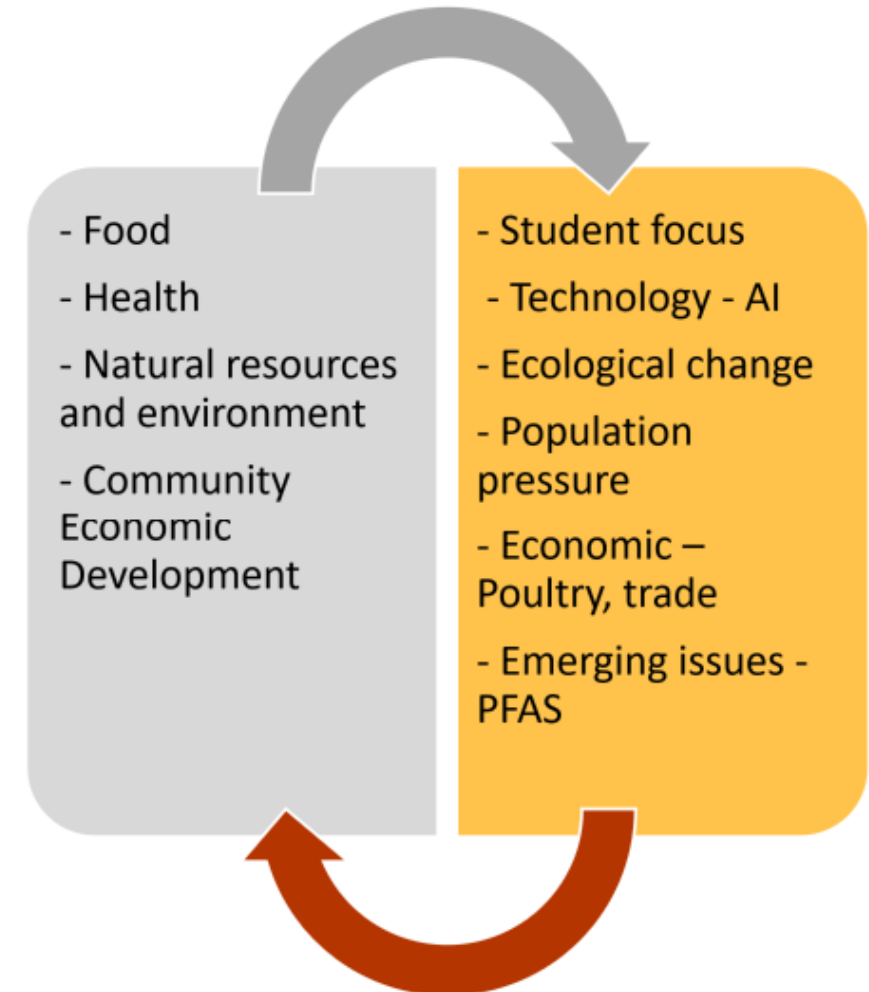 - Food
- Health
- Natural resources
and environment
- Community
Economic
Development
- Student focus
- Technology - AI
- Ecological change
- Population
pressure
- Economic –
Poultry, trade
- Emerging issues -
PFAS